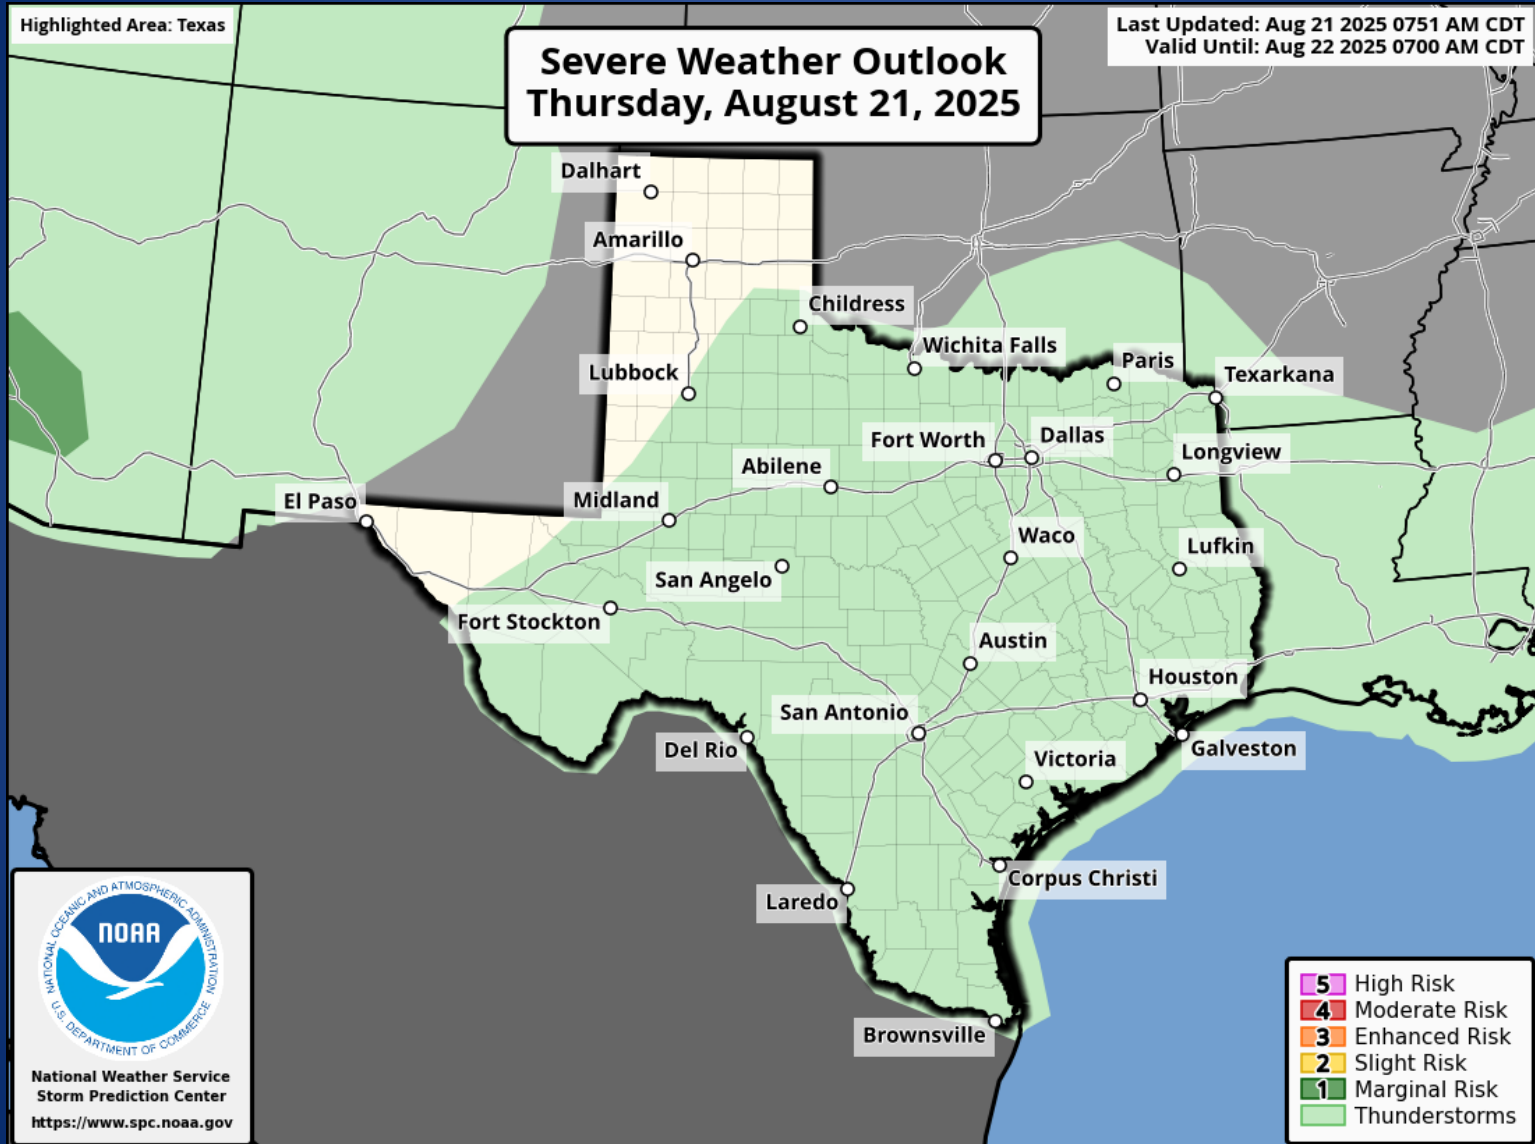 Highlighted Area: Texas
Severe Weather Outlook
Thursday, August 21, 2025
Last Updated: Aug 21 2025 0751 AM CDT
Valid Until: Aug 22 2025 0700 AM CDT
Dalhart
Amarillo
Childress
Wichita Falls
Paris
Texarkana
Lubbock
Fort Worth
Dallas
Longview
Abilene
El Paso
Midland
Waco
Lufkin
San Angelo
Fort Stockton
Austin
Houston
San Antonio
Del Rio
Galveston
Victoria
Corpus Christi
Laredo
Brownsville
NATIONAL OCEANIC AND ATMOSPHERIC ADMINISTRATION
NOAA
U.S. DEPARTMENT OF COMMERCE
National Weather Service
Storm Prediction Center
https://www.spc.noaa.gov
5 High Risk
4 Moderate Risk
3 Enhanced Risk
2 Slight Risk
1 Marginal Risk
Thunderstorms